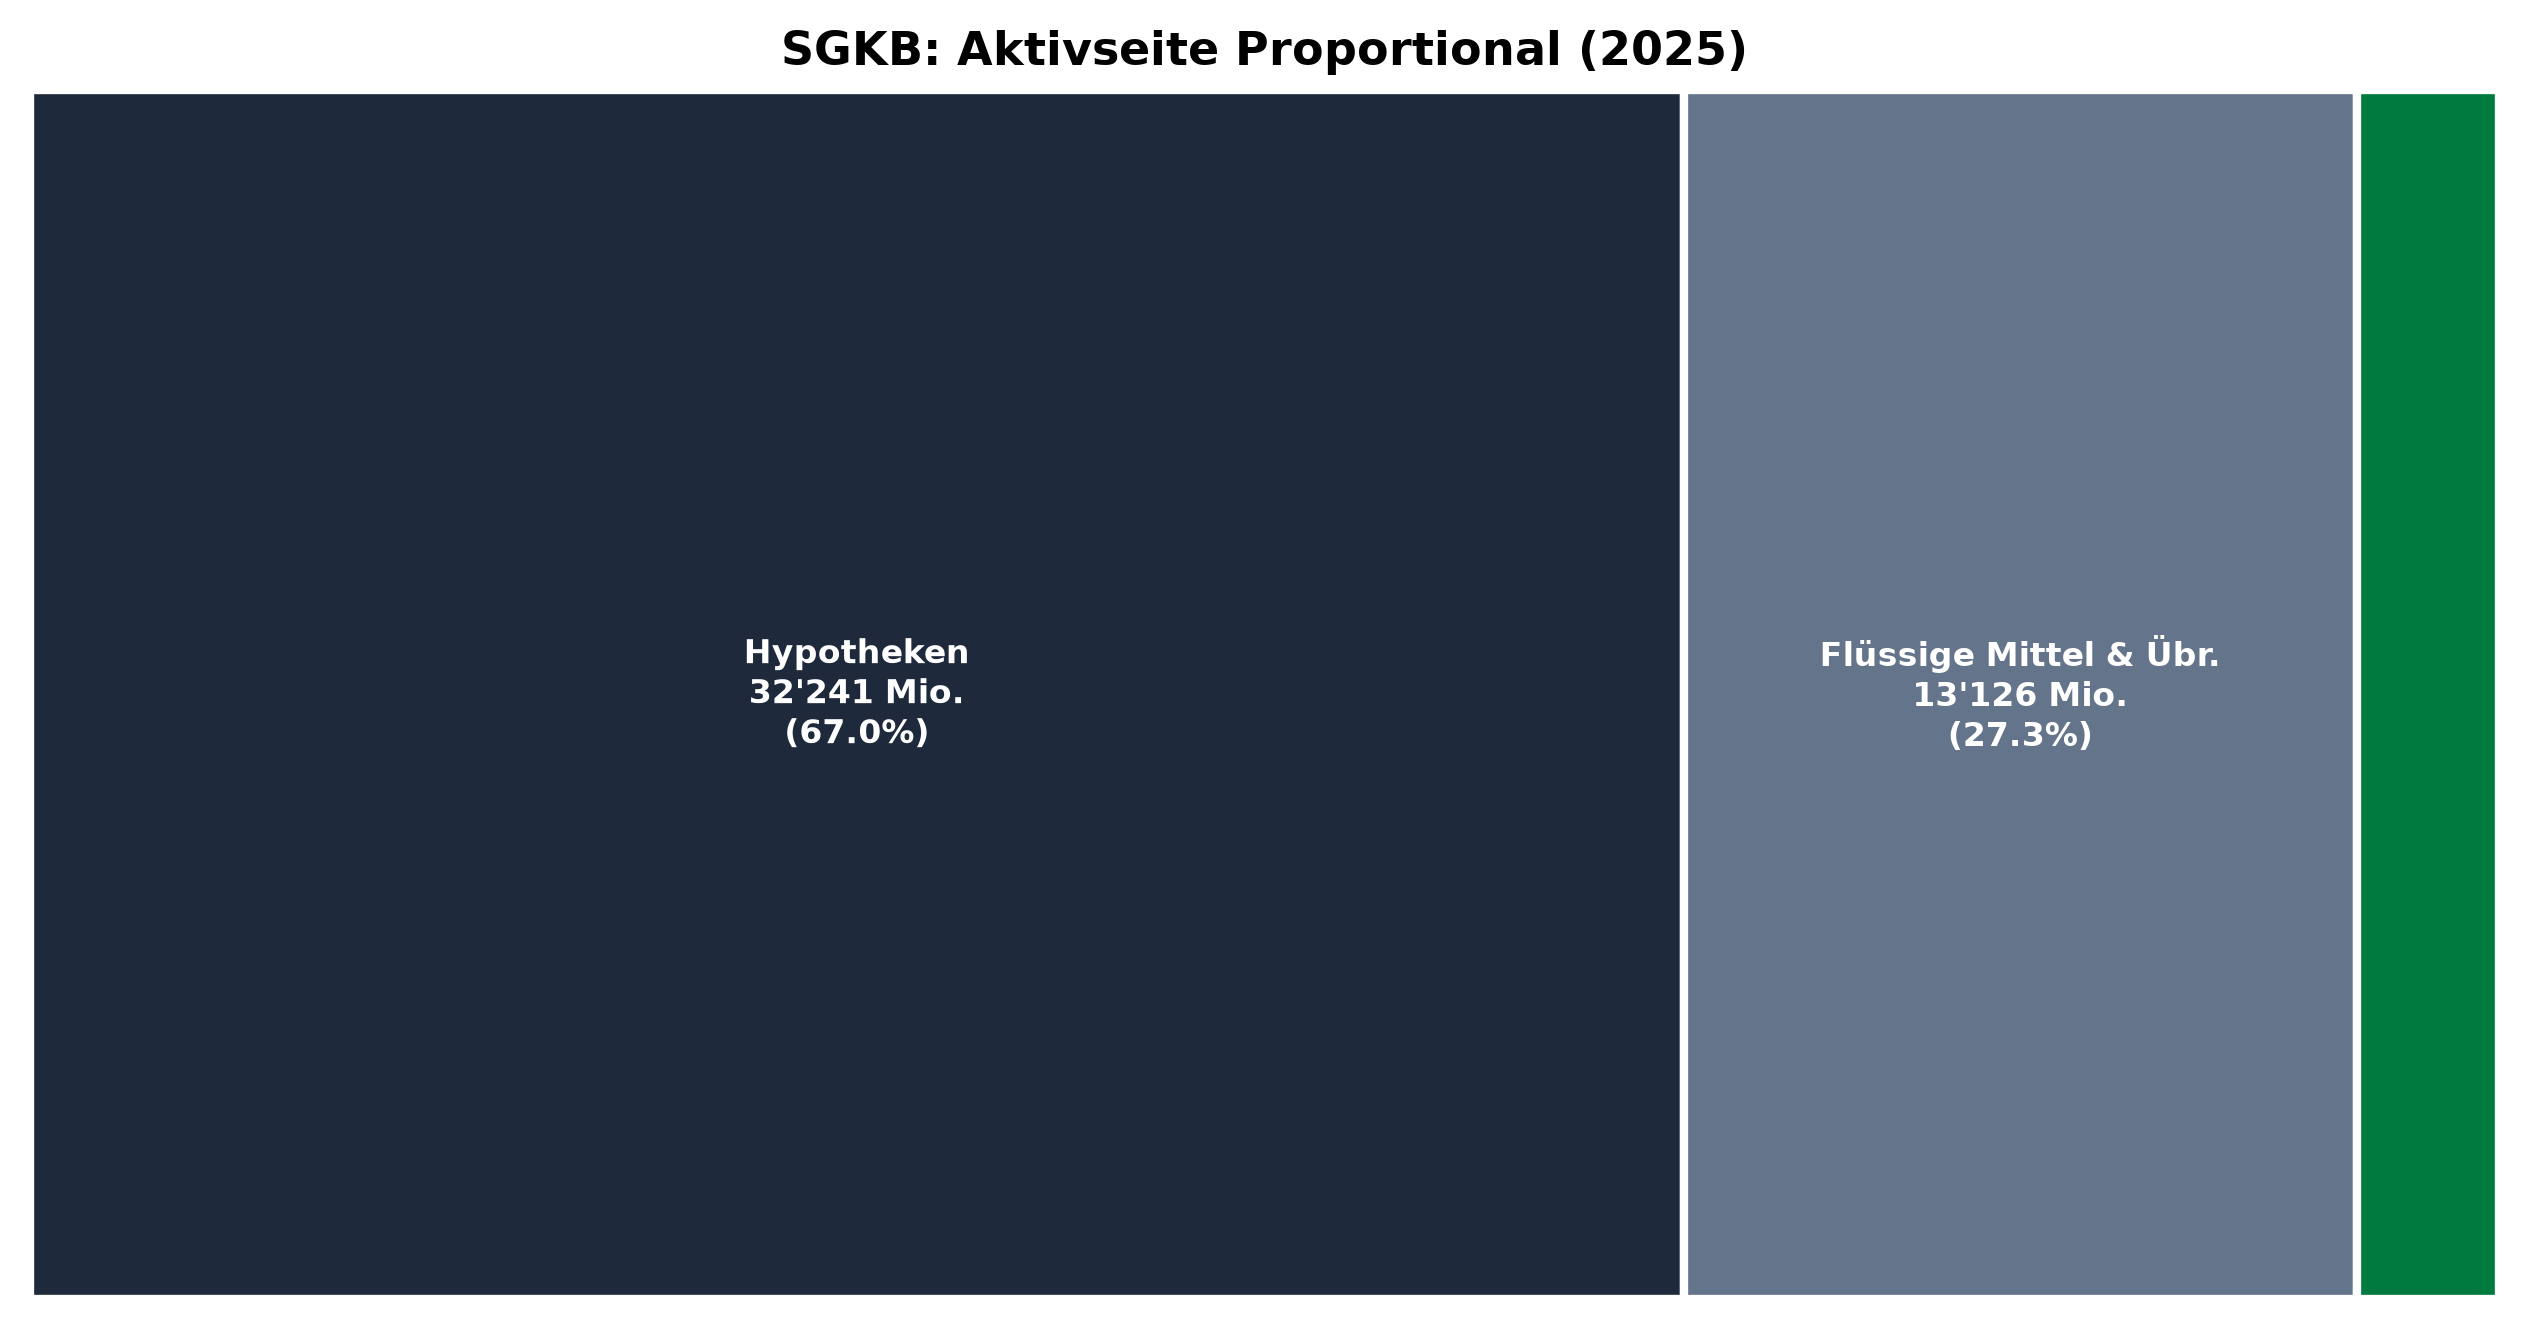 SGKB: Aktivseite Proportional (2025)
Hypotheken
32'241 Mio.
(67.0%)
Flüssige Mittel & Übr.
13'126 Mio.
(27.3%)